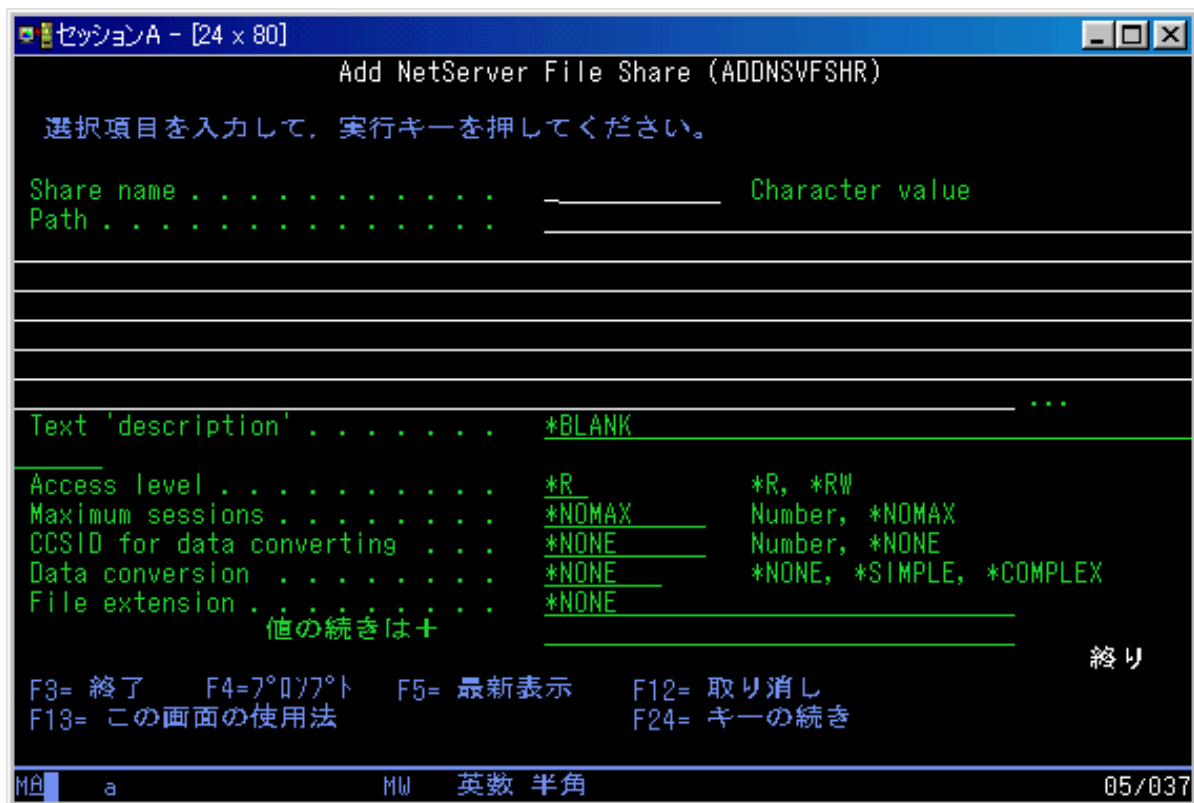 セッションA - [24 x 80]
Add NetServer File Share (ADDNSVFSHR)
選択項目を入力して, 実行キーを押してください。
Share name . . . . . . . . . . . _ Character value
Path . . . . . . . . . . . . . .
...
Text 'description' . . . . . . . *BLANK
Access level . . . . . . . . . . *R *R, *RW
Maximum sessions . . . . . . . . *NOMAX Number, *NOMAX
CCSID for data converting . . . *NONE Number, *NONE
Data conversion . . . . . . . . *NONE *NONE, *SIMPLE, *COMPLEX
File extension . . . . . . . . . *NONE
値の続きは+
終り
F3= 終了 F4=プロンプト F5= 最新表示 F12= 取り消し
F13= この画面の使用法 F24= キーの続き
MA a MW 英数 半角 05/037